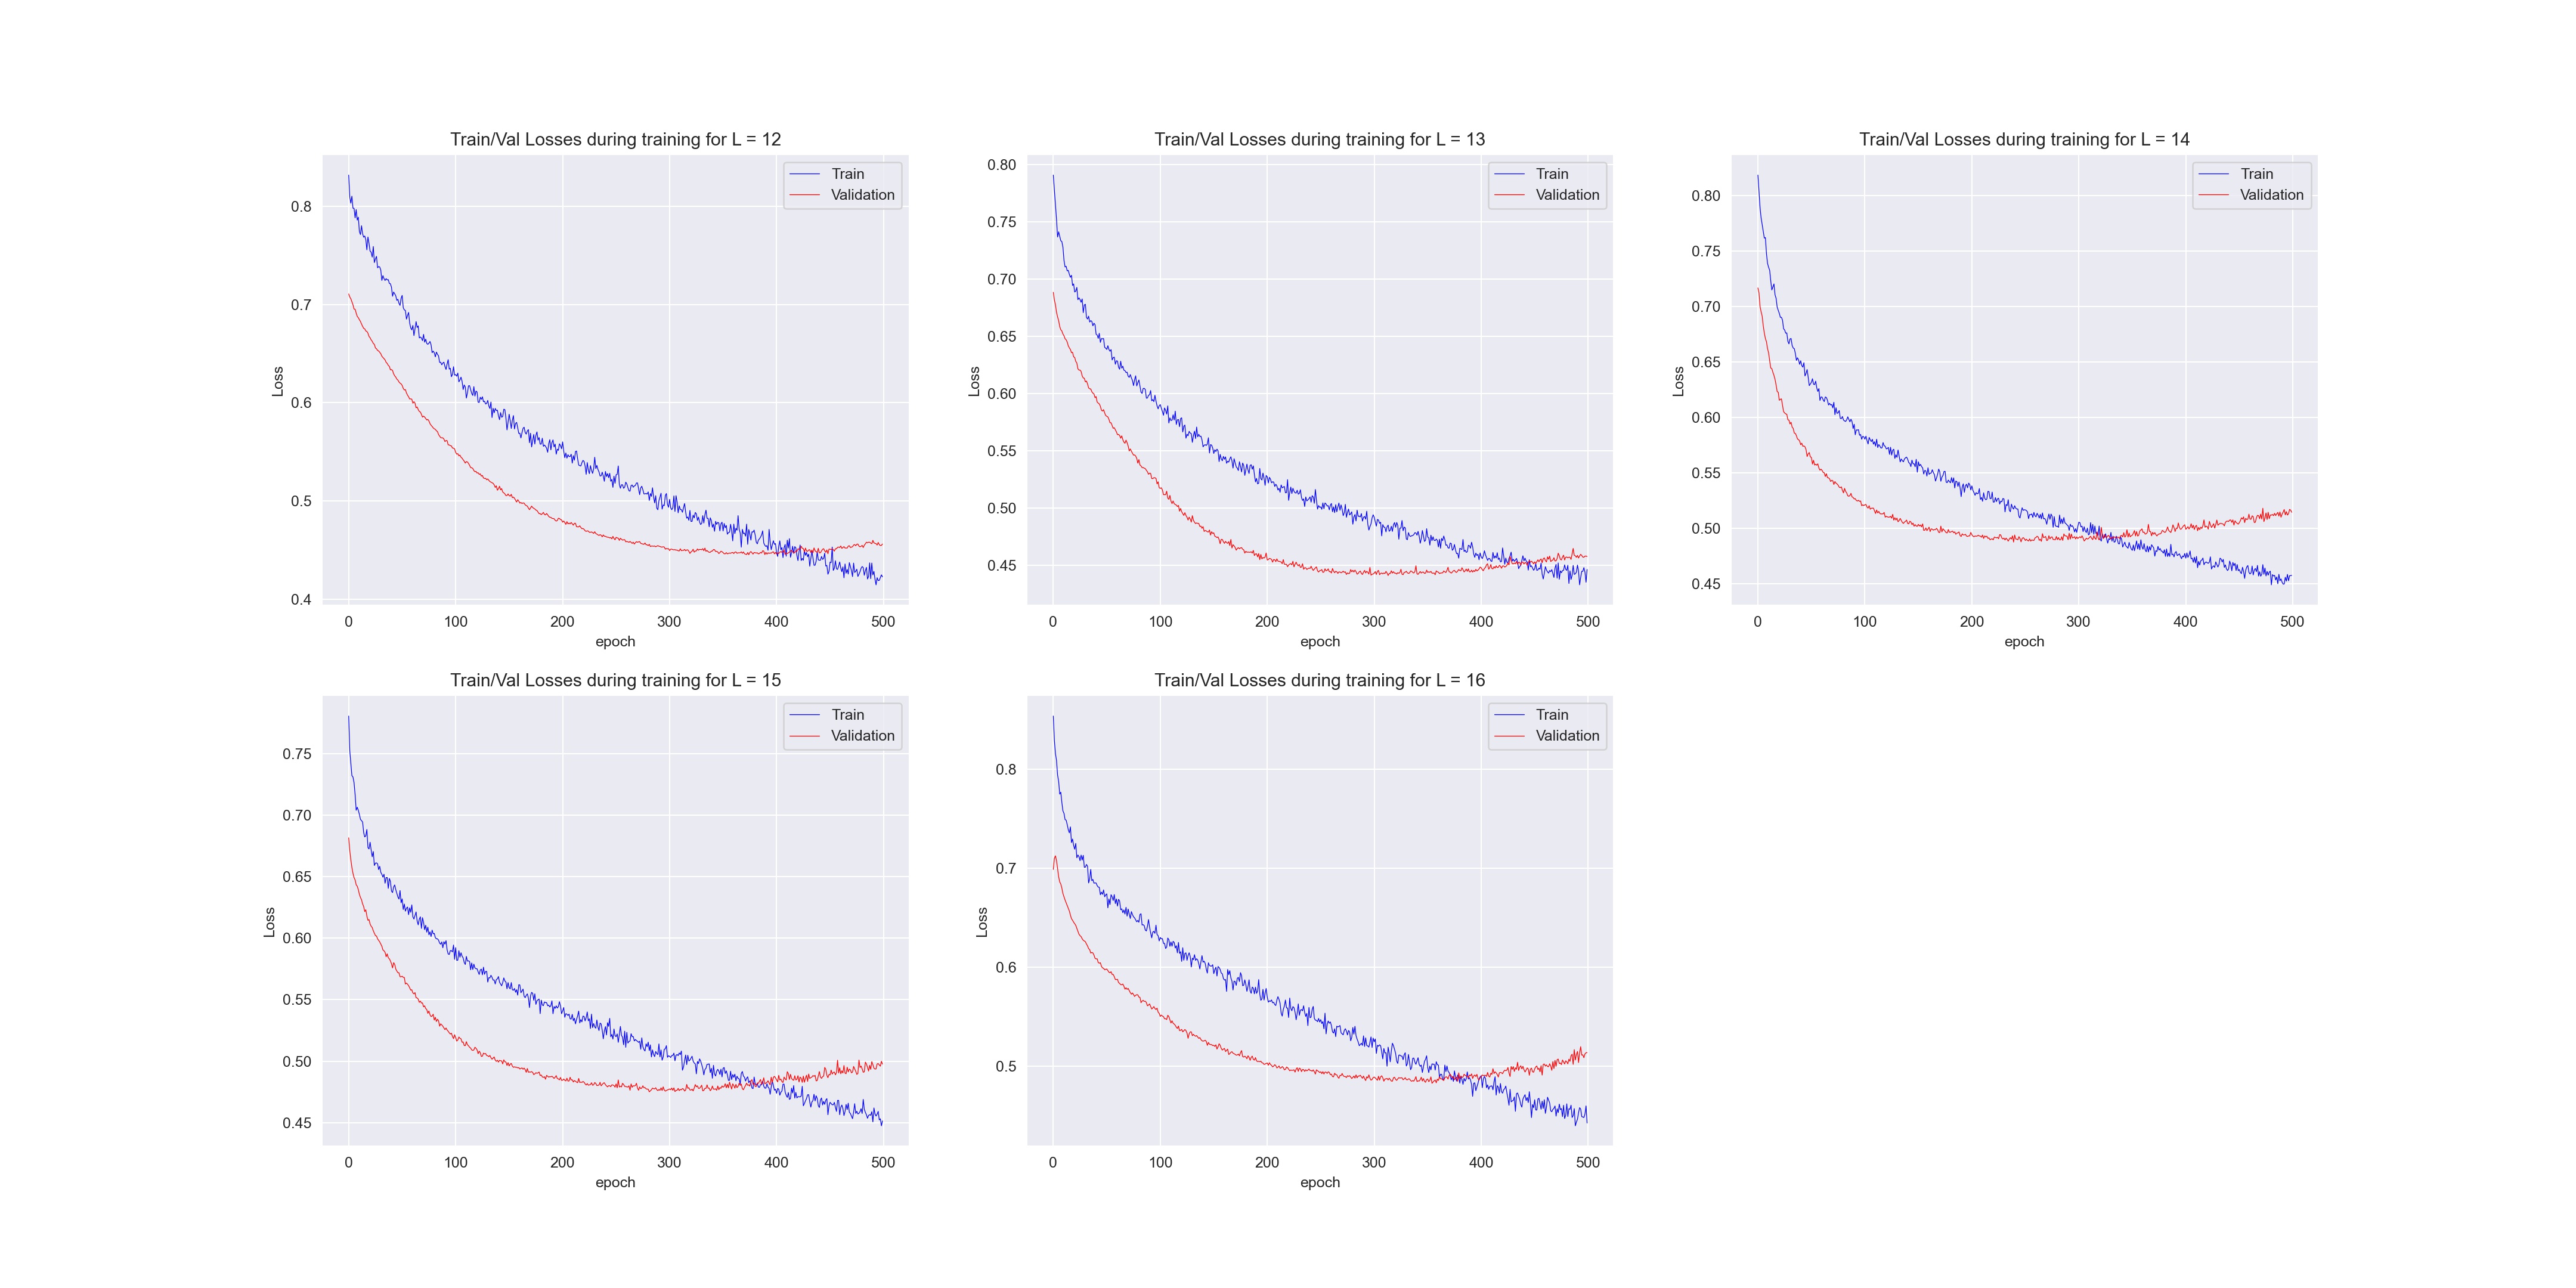 Train/Val Losses during training for L = 12
Train
Validation
0.8
0.7
0.6
0.5
0.4
Loss
0 100 200 300 400 500
epoch
Train/Val Losses during training for L = 13
Train
Validation
0.80
0.75
0.70
0.65
0.60
0.55
0.50
0.45
Loss
0 100 200 300 400 500
epoch
Train/Val Losses during training for L = 14
Train
Validation
0.80
0.75
0.70
0.65
0.60
0.55
0.50
0.45
Loss
0 100 200 300 400 500
epoch
Train/Val Losses during training for L = 15
Train
Validation
0.75
0.70
0.65
0.60
0.55
0.50
0.45
Loss
0 100 200 300 400 500
epoch
Train/Val Losses during training for L = 16
Train
Validation
0.8
0.7
0.6
0.5
Loss
0 100 200 300 400 500
epoch